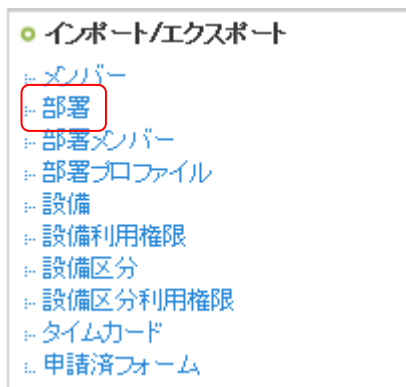 インポート/エクスポート
メンバー
部署
部署メンバー
部署プロファイル
設備
設備利用権限
設備区分
設備区分利用権限
タイムカード
申請済フォーム